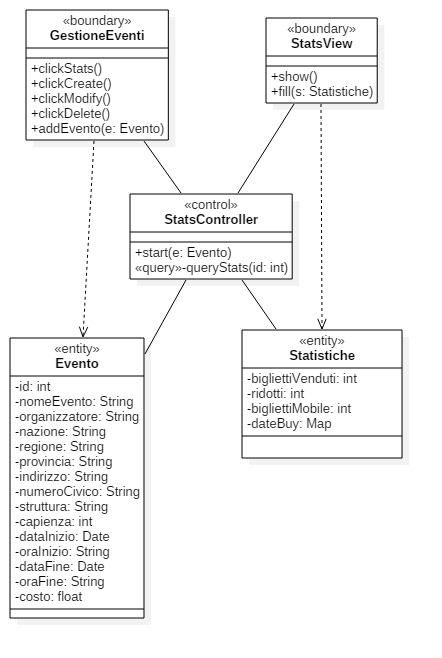 «boundary»
GestioneEventi
+clickStats()
+clickCreate()
+clickModify()
+clickDelete()
+addEvento(e: Evento)
«boundary»
StatsView
+show()
+fill(s: Statistiche)
«control»
StatsController
+start(e: Evento)
«query»-queryStats(id: int)
«entity»
Evento
-id: int
-nomeEvento: String
-organizzatore: String
-nazione: String
-regione: String
-provincia: String
-indirizzo: String
-numeroCivico: String
-struttura: String
-capienza: int
-dataInizio: Date
-oraInizio: String
-dataFine: Date
-oraFine: String
-costo: float
«entity»
Statistiche
-bigliettiVenduti: int
-ridotti: int
-bigliettiMobile: int
-dateBuy: Map